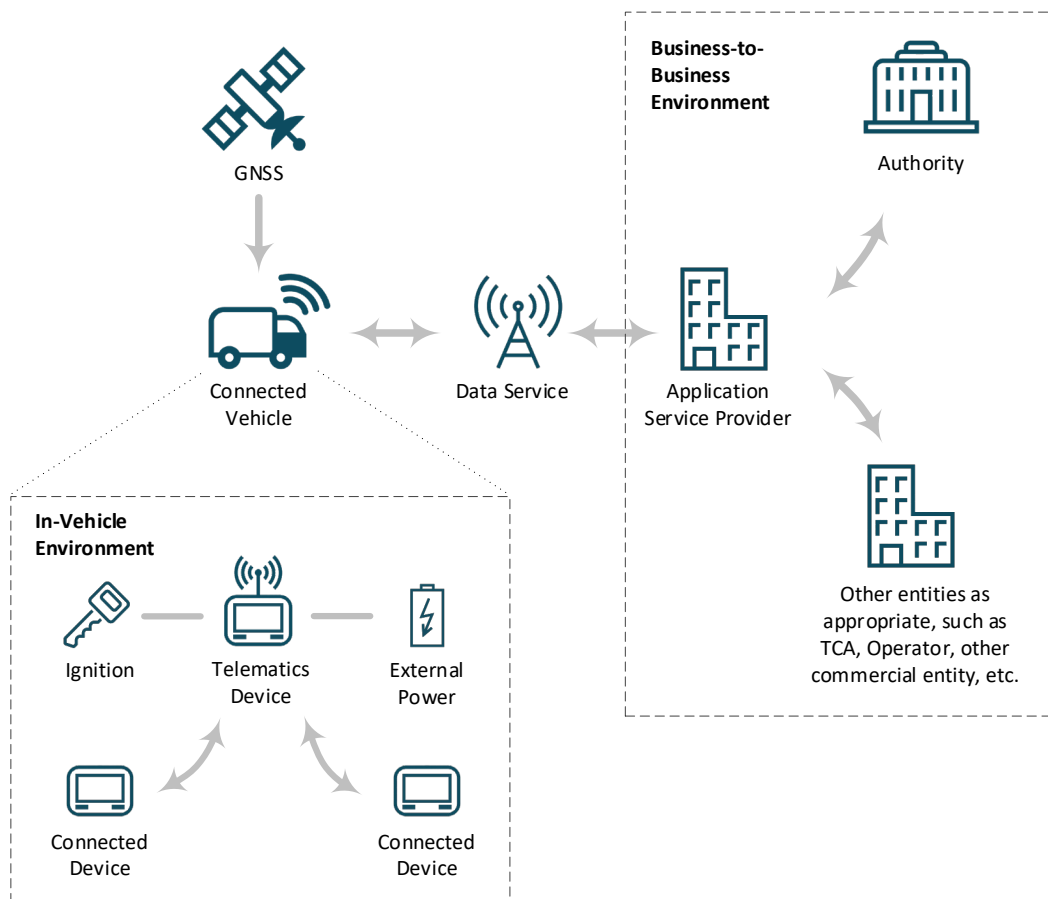 Business-to-
Business
Environment
Authority
GNSS
Connected
Vehicle
Data Service
Application
Service Provider
Other entities as
appropriate, such as
TCA, Operator, other
commercial entity, etc.
In-Vehicle
Environment
Ignition
Telematics
Device
External
Power
Connected
Device
Connected
Device